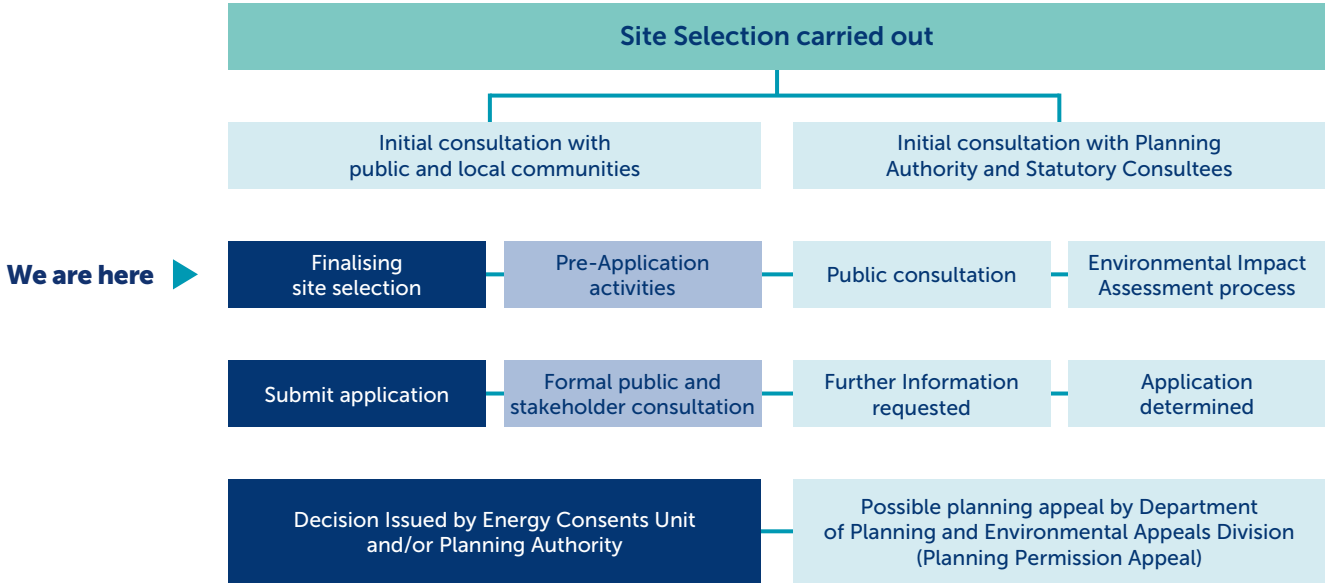 Site Selection carried out
Initial consultation with
public and local communities
Initial consultation with Planning
Authority and Statutory Consultees
We are here
Finalising
site selection
Pre-Application
activities
Public consultation
Environmental Impact
Assessment process
Submit application
Formal public and
stakeholder consultation
Further Information
requested
Application
determined
Decision Issued by Energy Consents Unit
and/or Planning Authority
Possible planning appeal by Department
of Planning and Environmental Appeals Division
(Planning Permission Appeal)